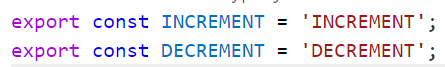 export const INCREMENT = 'INCREMENT';
export const DECREMENT = 'DECREMENT';